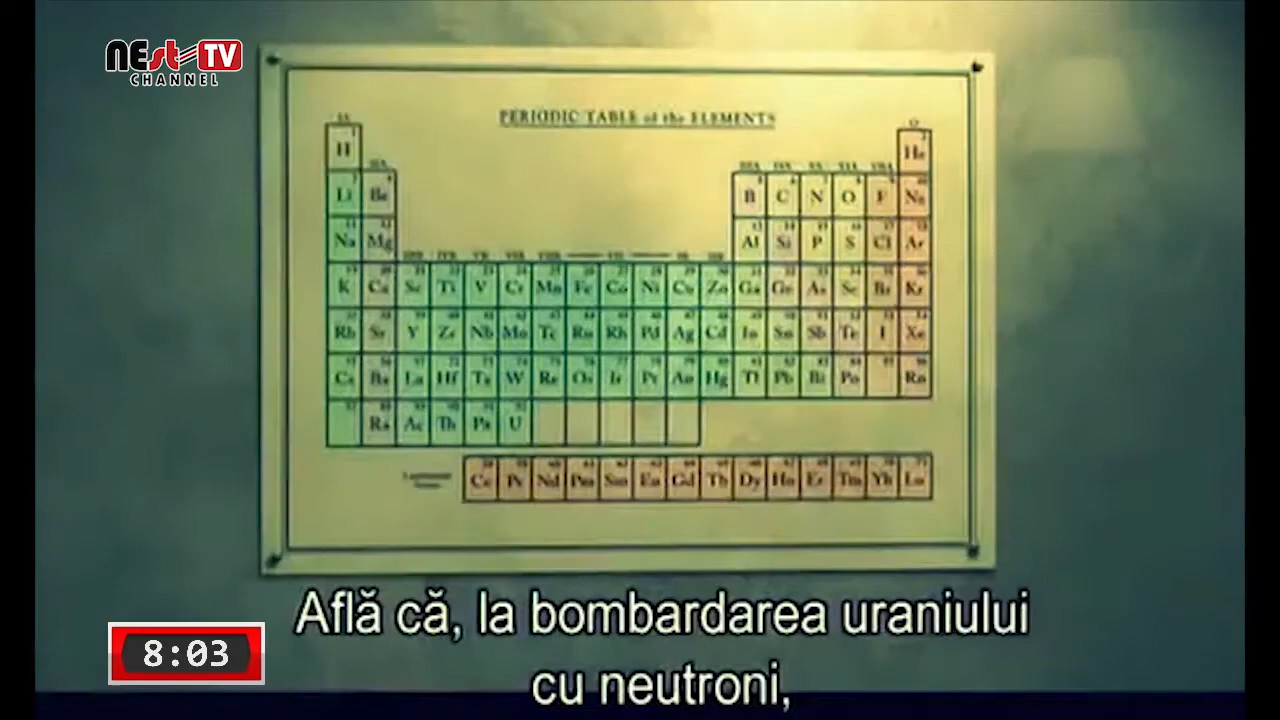 NEst TV
CHANNEL
PERIODIC TABLE of the ELEMENTS
H He
Li Be B C N O F Ne
Na Mg Al Si P S Cl Ar
K Ca Sc Ti V Cr Mn Fe Co Ni Cu Zn Ga Ge As Se Br Kr
Rb Sr Y Zr Nb Mo Tc Ru Rh Pd Ag Cd In Sn Sb Te I Xe
Cs Ba La Hf Ta W Re Os Ir Pt Au Hg Tl Pb Bi Po Rn
Ra Ac Th Pa U
Ce Pr Nd Pm Sm Eu Gd Tb Dy Ho Er Tm Yb Lu
Află că, la bombardarea uraniului
cu neutroni,
8:03